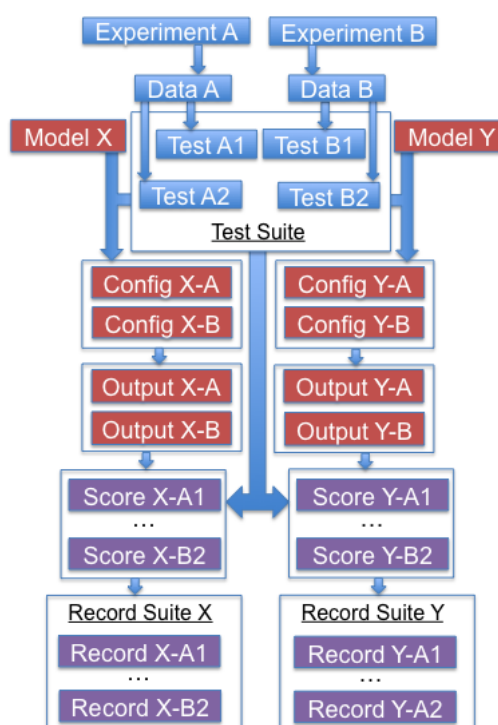 Experiment A
Experiment B
Data A
Data B
Model X
Test A1
Test B1
Model Y
Test A2
Test B2
Test Suite
Config X-A
Config Y-A
Config X-B
Config Y-B
Output X-A
Output Y-A
Output X-B
Output Y-B
Score X-A1
Score Y-A1
...
...
Score X-B2
Score Y-B2
Record Suite X
Record Suite Y
Record X-A1
Record Y-A1
...
...
Record X-B2
Record Y-A2